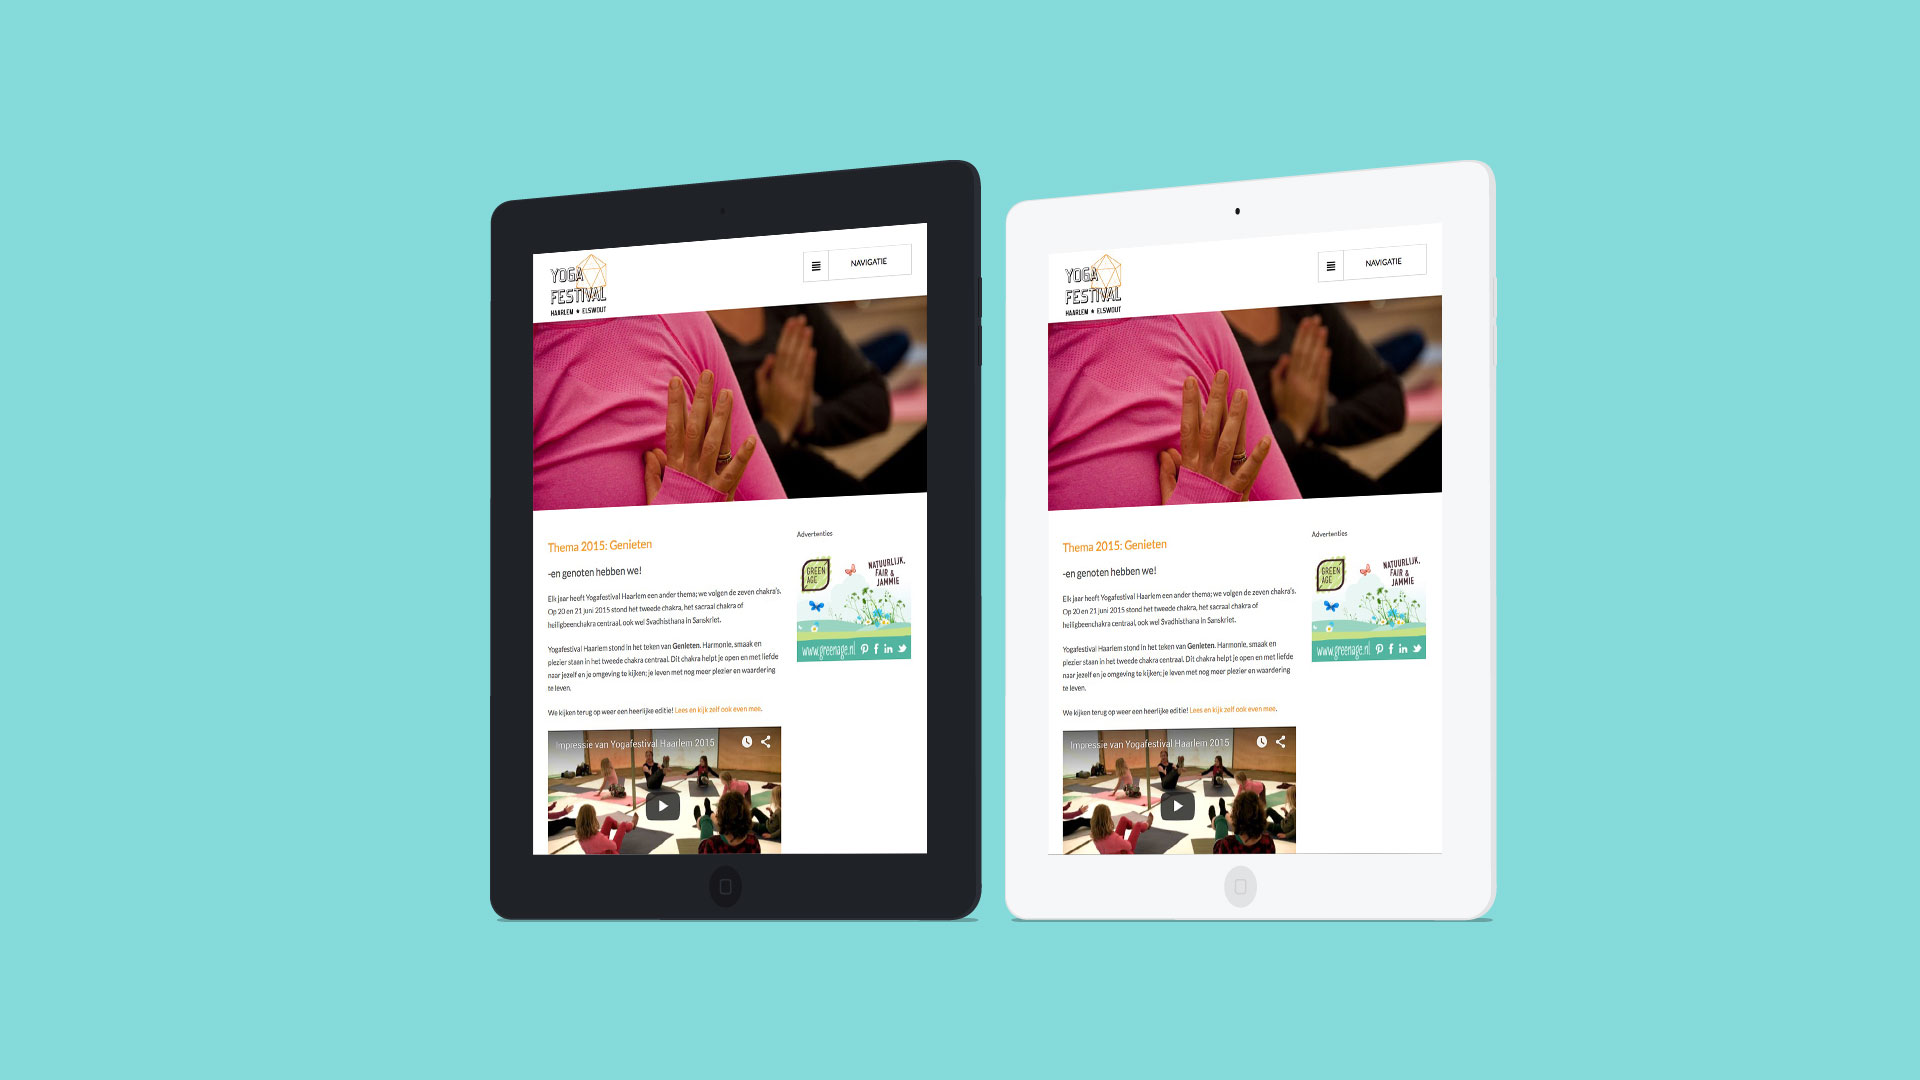 YOGA
FESTIVAL
HAARLEM ★ ELSWOUT
NAVIGATIE
Thema 2015: Genieten
-en genoten hebben we!
Elk jaar heeft Yogafestival Haarlem een ander thema; we volgen de zeven chakra's.
Op 20 en 21 juni 2015 stond het tweede chakra, het sacraal chakra of
heiligbeenchakra centraal, ook wel Svadhisthana in Sanskriet.
Yogafestival Haarlem stond in het teken van Genieten. Harmonie, smaak en
plezier staan in het tweede chakra centraal. Dit chakra helpt je open en met liefde
naar jezelf en je omgeving te kijken; je leven met nog meer plezier en waardering
te leven.
We kijken terug op weer een heerlijke editie! Lees en kijk zelf ook even mee.
Impressie van Yogafestival Haarlem 2015
Advertenties
GREEN
AGE
NATUURLIJK,
FAIR &
JAMMIE
www.greenage.nl
YOGA
FESTIVAL
HAARLEM ★ ELSWOUT
NAVIGATIE
Thema 2015: Genieten
-en genoten hebben we!
Elk jaar heeft Yogafestival Haarlem een ander thema; we volgen de zeven chakra's.
Op 20 en 21 juni 2015 stond het tweede chakra, het sacraal chakra of
heiligbeenchakra centraal, ook wel Svadhisthana in Sanskriet.
Yogafestival Haarlem stond in het teken van Genieten. Harmonie, smaak en
plezier staan in het tweede chakra centraal. Dit chakra helpt je open en met liefde
naar jezelf en je omgeving te kijken; je leven met nog meer plezier en waardering
te leven.
We kijken terug op weer een heerlijke editie! Lees en kijk zelf ook even mee.
Impressie van Yogafestival Haarlem 2015
Advertenties
GREEN
AGE
NATUURLIJK,
FAIR &
JAMMIE
www.greenage.nl